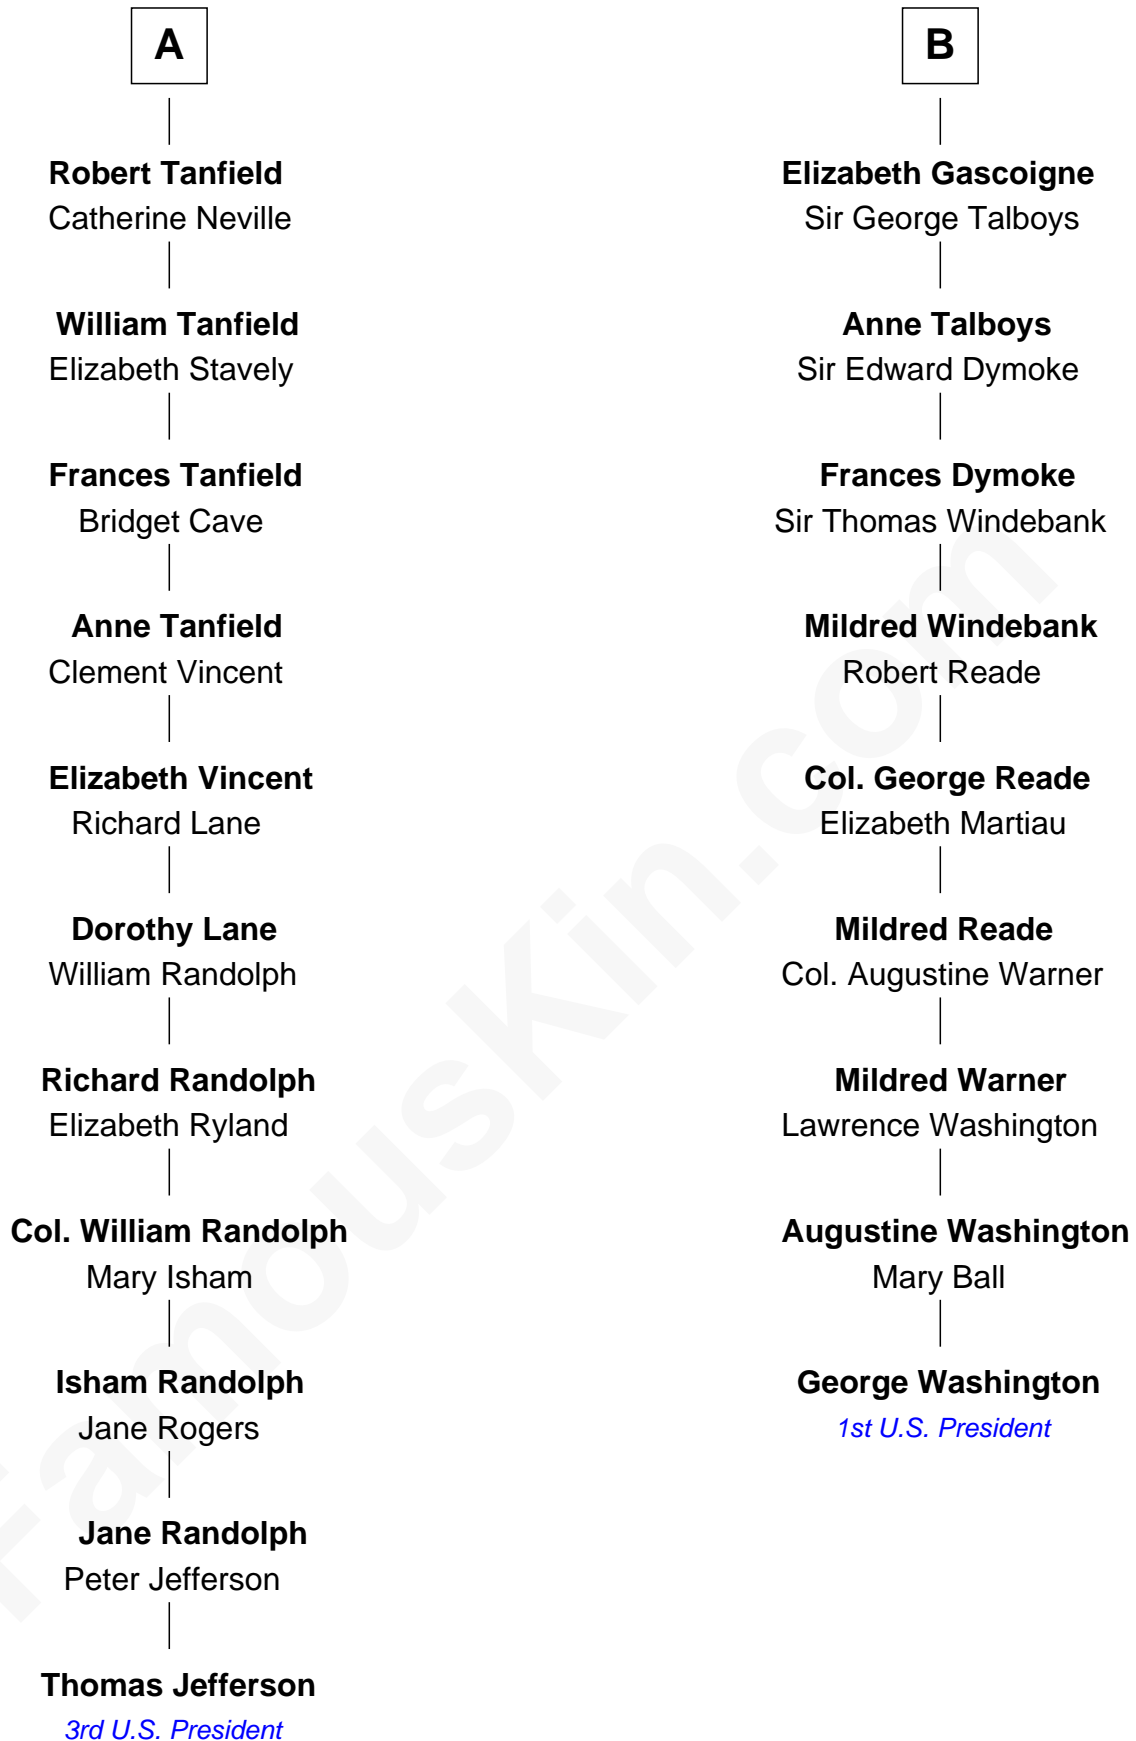 A
Robert Tanfield
Catherine Neville
William Tanfield
Elizabeth Stavely
Frances Tanfield
Bridget Cave
Anne Tanfield
Clement Vincent
Elizabeth Vincent
Richard Lane
Dorothy Lane
William Randolph
Richard Randolph
Elizabeth Ryland
Col. William Randolph
Mary Isham
Isham Randolph
Jane Rogers
Jane Randolph
Peter Jefferson
Thomas Jefferson
3rd U.S. President
B
Elizabeth Gascoigne
Sir George Talboys
Anne Talboys
Sir Edward Dymoke
Frances Dymoke
Sir Thomas Windebank
Mildred Windebank
Robert Reade
Col. George Reade
Elizabeth Martiau
Mildred Reade
Col. Augustine Warner
Mildred Warner
Lawrence Washington
Augustine Washington
Mary Ball
George Washington
1st U.S. President
FamousKin.com